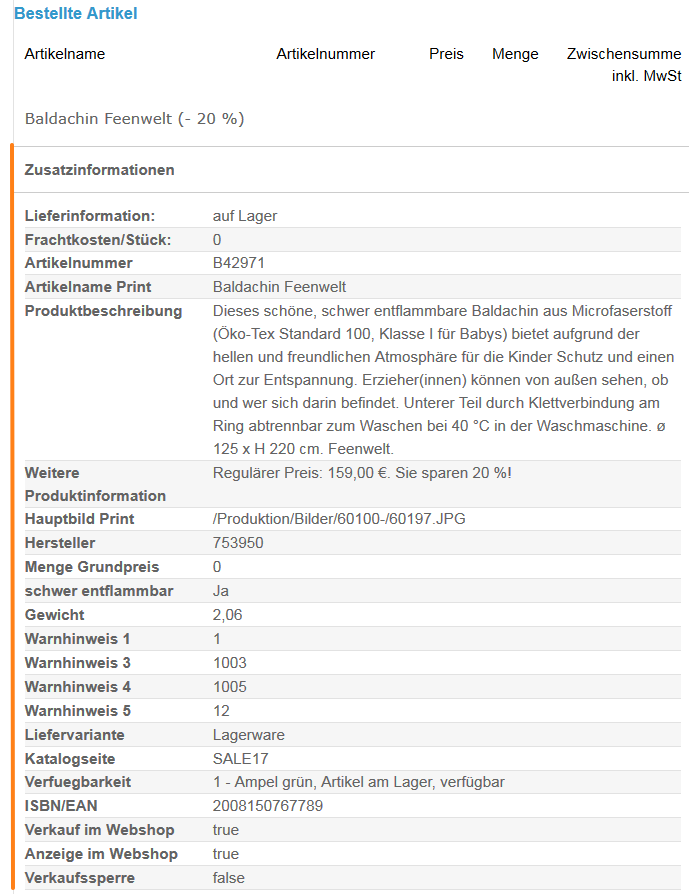 Bestellte Artikel
Artikelname Artikelnummer Preis Menge Zwischensumme
inkl. MwSt
Baldachin Feenwelt (- 20 %)
Zusatzinformationen
Lieferinformation: auf Lager
Frachtkosten/Stück: 0
Artikelnummer B42971
Artikelname Print Baldachin Feenwelt
Produktbeschreibung Dieses schöne, schwer entflammbare Baldachin aus Microfaserstoff
(Öko-Tex Standard 100, Klasse I für Babys) bietet aufgrund der
hellen und freundlichen Atmosphäre für die Kinder Schutz und einen
Ort zur Entspannung. Erzieher(innen) können von außen sehen, ob
und wer sich darin befindet. Unterer Teil durch Klettverbindung am
Ring abtrennbar zum Waschen bei 40 °C in der Waschmaschine. ø
125 x H 220 cm. Feenwelt.
Weitere Regulärer Preis: 159,00 €. Sie sparen 20 %!
Produktinformation
Hauptbild Print /Produktion/Bilder/60100-/60197.JPG
Hersteller 753950
Menge Grundpreis 0
schwer entflammbar Ja
Gewicht 2,06
Warnhinweis 1 1
Warnhinweis 3 1003
Warnhinweis 4 1005
Warnhinweis 5 12
Liefervariante Lagerware
Katalogseite SALE17
Verfuegbarkeit 1 - Ampel grün, Artikel am Lager, verfügbar
ISBN/EAN 2008150767789
Verkauf im Webshop true
Anzeige im Webshop true
Verkaufssperre false